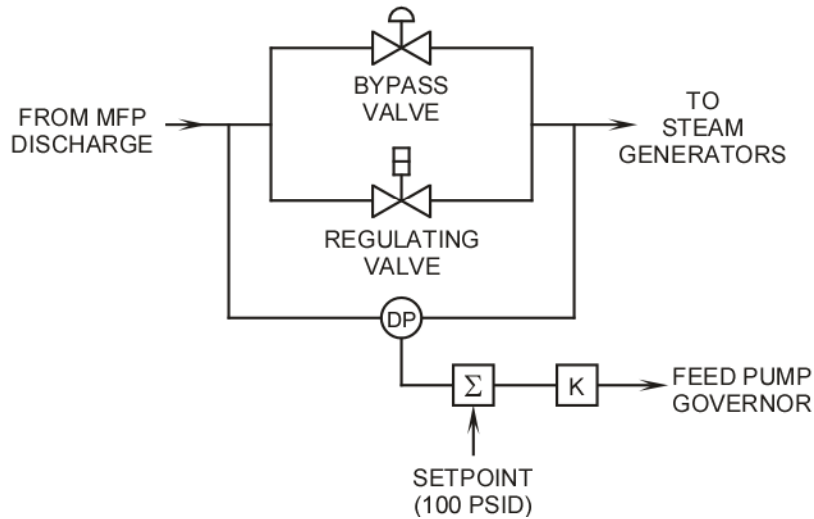 BYPASS
VALVE
FROM MFP
DISCHARGE
TO
STEAM
GENERATORS
REGULATING
VALVE
DP
Σ
K
FEED PUMP
GOVERNOR
SETPOINT
(100 PSID)